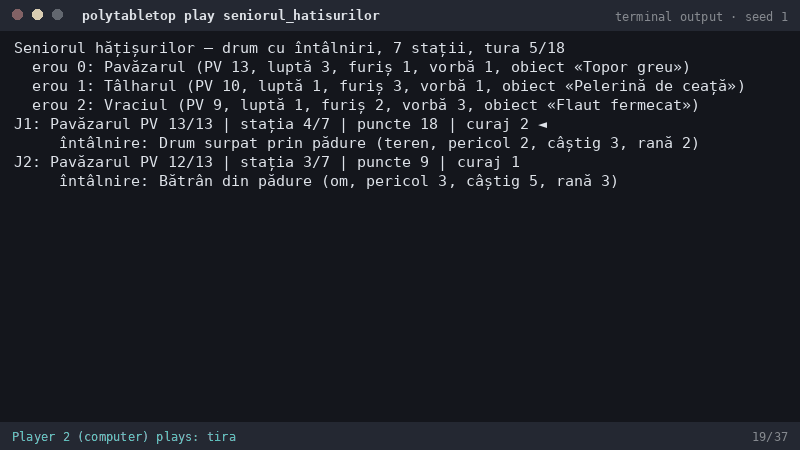 polytabletop play seniorul_hatisurilor
terminal output · seed 1
Seniorul hățișurilor — drum cu întâlniri, 7 stații, tura 5/18
erou 0: Pavăzarul (PV 13, luptă 3, furiș 1, vorbă 1, obiect «Topor greu»)
erou 1: Tâlharul (PV 10, luptă 1, furiș 3, vorbă 1, obiect «Pelerină de ceață»)
erou 2: Vraciul (PV 9, luptă 1, furiș 2, vorbă 3, obiect «Flaut fermecat»)
J1: Pavăzarul PV 13/13 | stația 4/7 | puncte 18 | curaj 2 ◄
întâlnire: Drum surpat prin pădure (teren, pericol 2, câștig 3, rană 2)
J2: Pavăzarul PV 12/13 | stația 3/7 | puncte 9 | curaj 1
întâlnire: Bătrân din pădure (om, pericol 3, câștig 5, rană 3)
Player 2 (computer) plays: tira
19/37